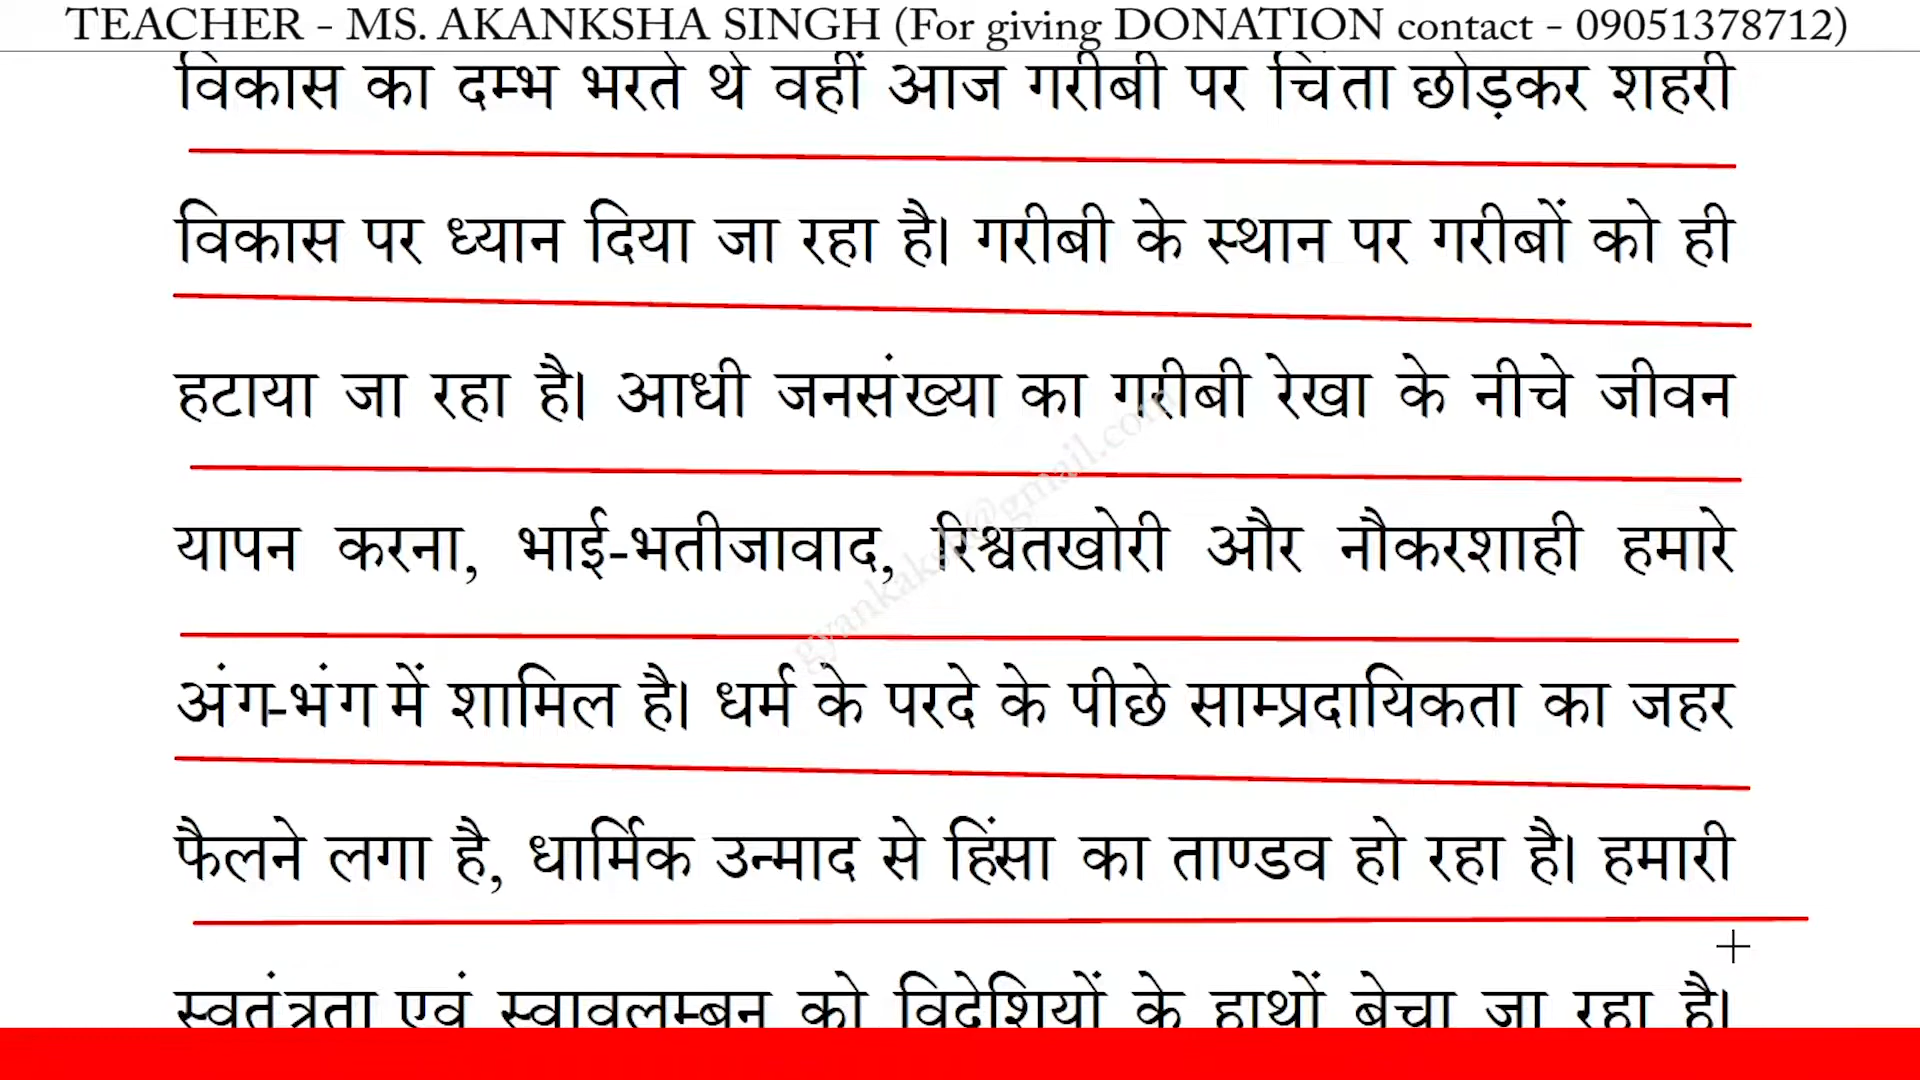 TEACHER - MS. AKANKSHA SINGH (For giving DONATION contact - 09051378712)
विकास का दम्भ भरते थे वहीं आज गरीबी पर चिंता छोड़कर शहरी
विकास पर ध्यान दिया जा रहा है। गरीबी के स्थान पर गरीबों को ही
हटाया जा रहा है। आधी जनसंख्या का गरीबी रेखा के नीचे जीवन
यापन करना, भाई-भतीजावाद, रिश्वतखोरी और नौकरशाही हमारे
अंग-भंग में शामिल है। धर्म के परदे के पीछे साम्प्रदायिकता का जहर
फैलने लगा है, धार्मिक उन्माद से हिंसा का ताण्डव हो रहा है। हमारी
स्वतंत्रता एवं स्वावलम्बन को विदेशियों के हाथों बेचा जा रहा है।